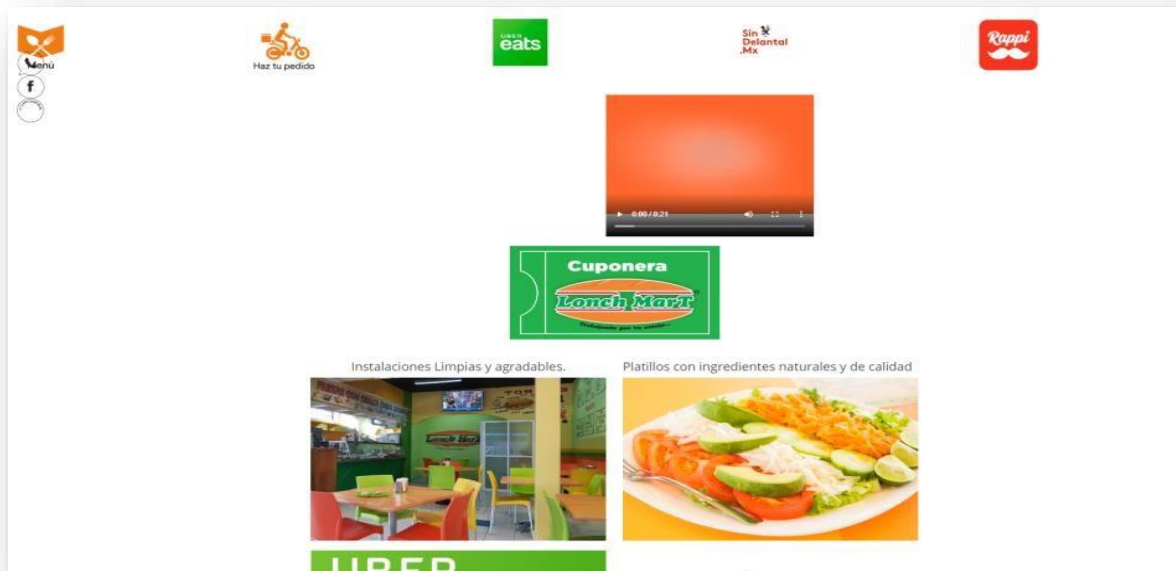 Menú
Haz tu pedido
UBER
eats
Sin
Delantal
.Mx
Rappi
f
0:00 / 0:21
Cuponera
Lonch MarT
Instalaciones Limpias y agradables.
Platillos con ingredientes naturales y de calidad
Lonch MarT
UBER